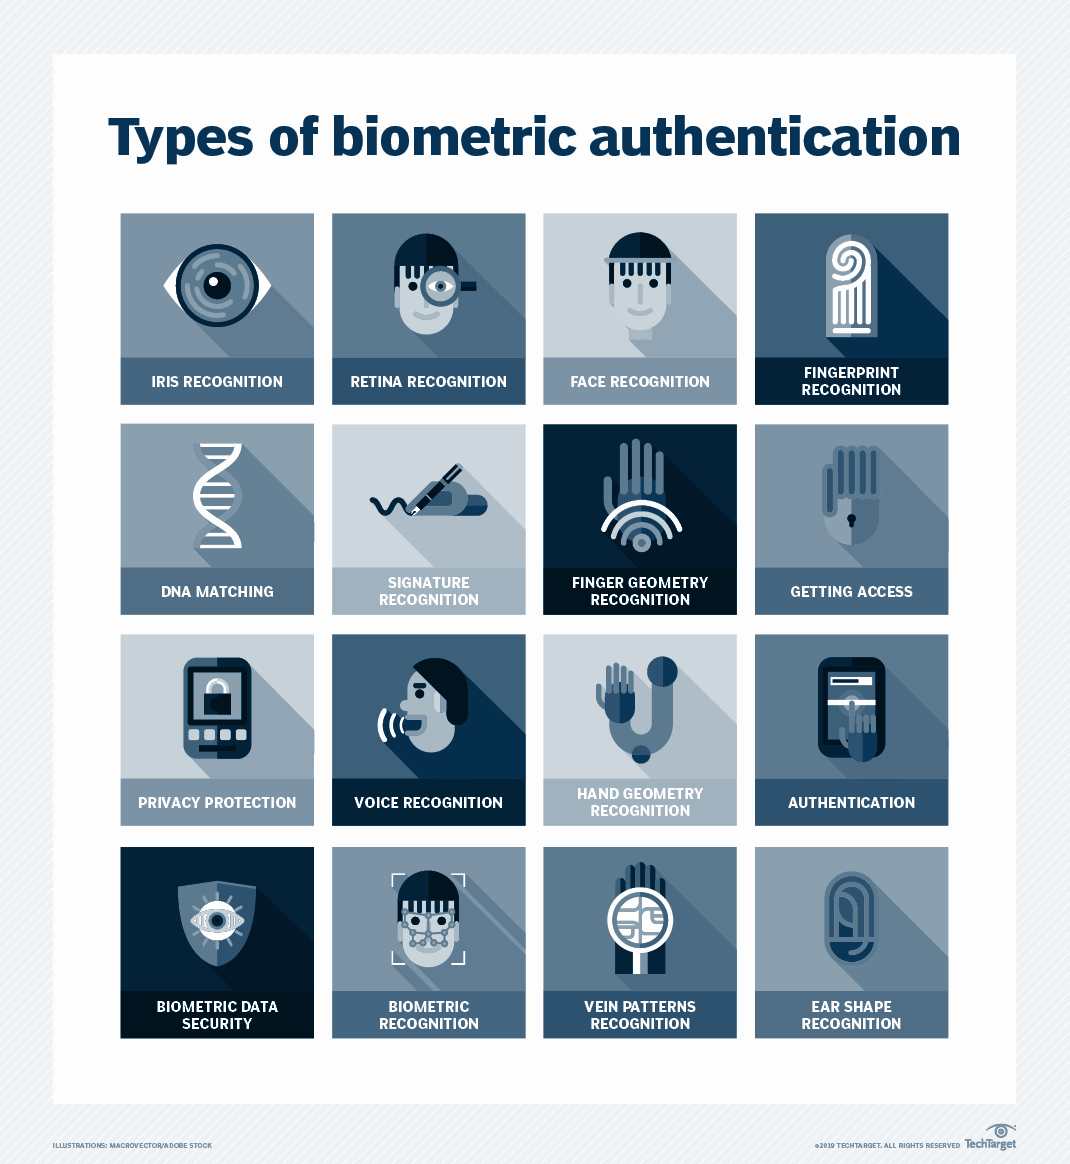 Types of biometric authentication
IRIS RECOGNITION
RETINA RECOGNITION
FACE RECOGNITION
FINGERPRINT
RECOGNITION
DNA MATCHING
SIGNATURE
RECOGNITION
FINGER GEOMETRY
RECOGNITION
GETTING ACCESS
PRIVACY PROTECTION
VOICE RECOGNITION
HAND GEOMETRY
RECOGNITION
AUTHENTICATION
BIOMETRIC DATA
SECURITY
BIOMETRIC
RECOGNITION
VEIN PATTERNS
RECOGNITION
EAR SHAPE
RECOGNITION
ILLUSTRATIONS: MACROVECTOR/ADOBE STOCK
©2019 TECHTARGET. ALL RIGHTS RESERVED TechTarget